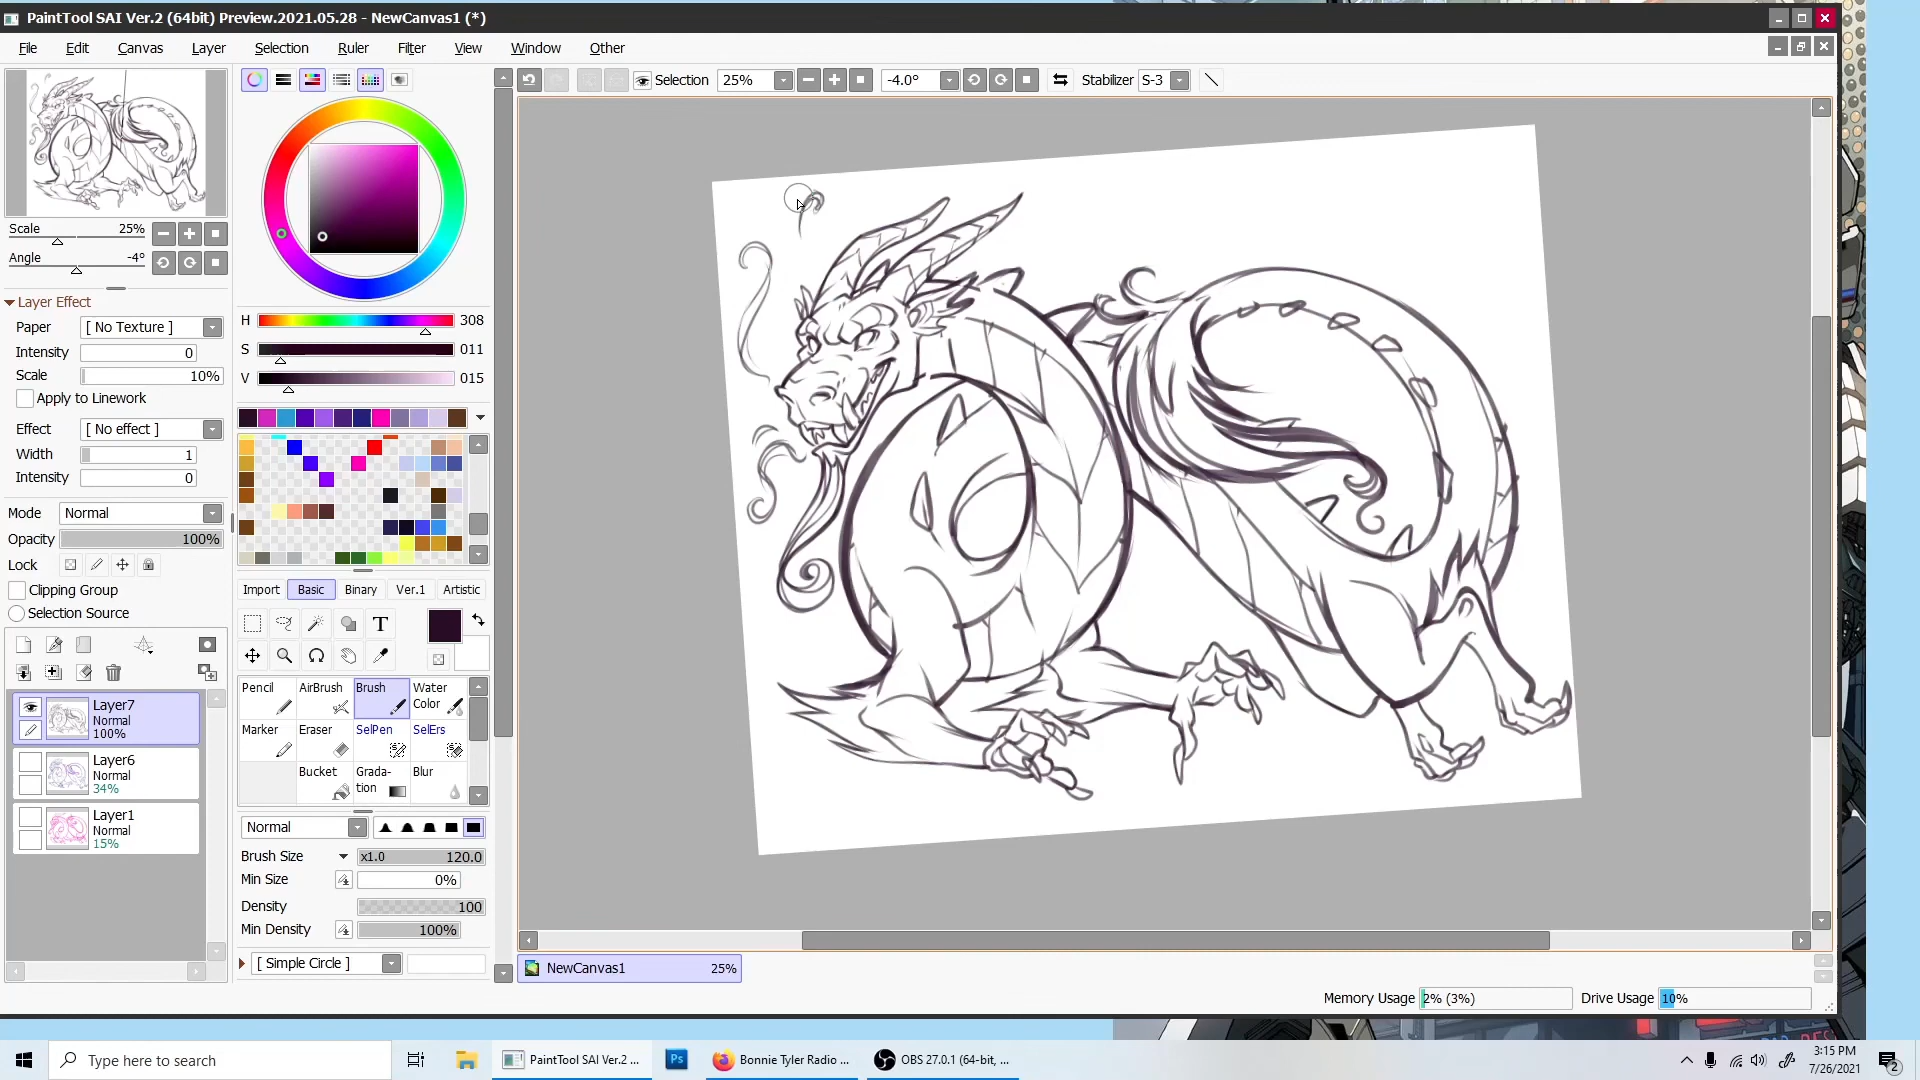 PaintTool SAI Ver.2 (64bit) Preview.2021.05.28 - NewCanvas1 (*)
File Edit Canvas Layer Selection Ruler Filter View Window Other
Selection 25% -4.0° Stabilizer S-3
Scale 25%
Angle -4°
Layer Effect
Paper [ No Texture ]
Intensity 0
Scale 10%
Apply to Linework
Effect [ No effect ]
Width 1
Intensity 0
Mode Normal
Opacity 100%
Lock
Clipping Group
Selection Source
Layer7
Normal
100%
Layer6
Normal
34%
Layer1
Normal
15%
H 308
S 011
V 015
Import Basic Binary Ver.1 Artistic
T
Pencil AirBrush Brush Water Color
Marker Eraser SelPen SelErs
Bucket Grada-tion Blur
Normal
Brush Size x1.0 120.0
Min Size 0%
Density 100
Min Density 100%
[ Simple Circle ]
NewCanvas1 25%
Memory Usage 2% (3%) Drive Usage 10%
Type here to search
PaintTool SAI Ver.2 ...
Ps
Bonnie Tyler Radio ...
OBS 27.0.1 (64-bit, ...
3:15 PM
7/26/2021
2